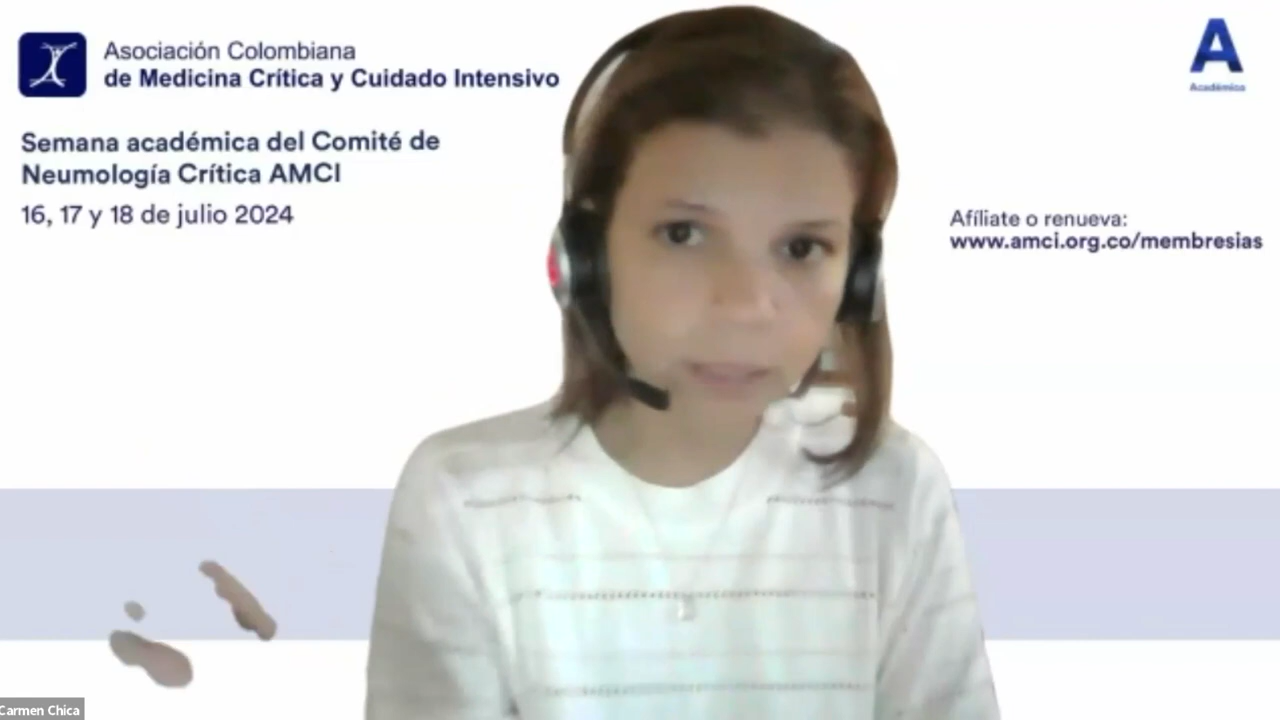 Asociación Colombiana
de Medicina Crítica y Cuidado Intensivo
Semana académica del Comité de
Neumología Crítica AMCI
16, 17 y 18 de julio 2024
A
Académica
Afíliate o renueva:
www.amci.org.co/membresias
Carmen Chica